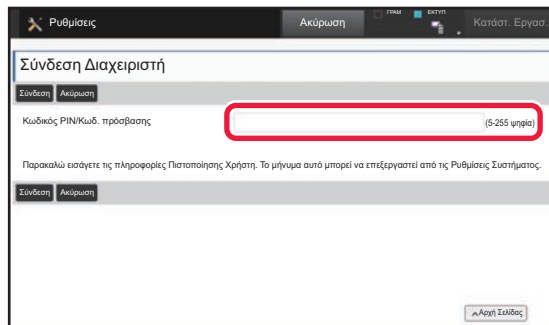 Ρυθμίσεις Ακύρωση ΓΡΑΜ ΕΚΤΥΠ Κατάστ. Εργασ.
Σύνδεση Διαχειριστή
Σύνδεση Ακύρωση
Κωδικός PIN/Κωδ. πρόσβασης (5-255 ψηφία)
Παρακαλώ εισάγετε τις πληροφορίες Πιστοποίησης Χρήστη. Το μήνυμα αυτό μπορεί να επεξεργαστεί από τις Ρυθμίσεις Συστήματος.
Σύνδεση Ακύρωση
Αρχή Σελίδας